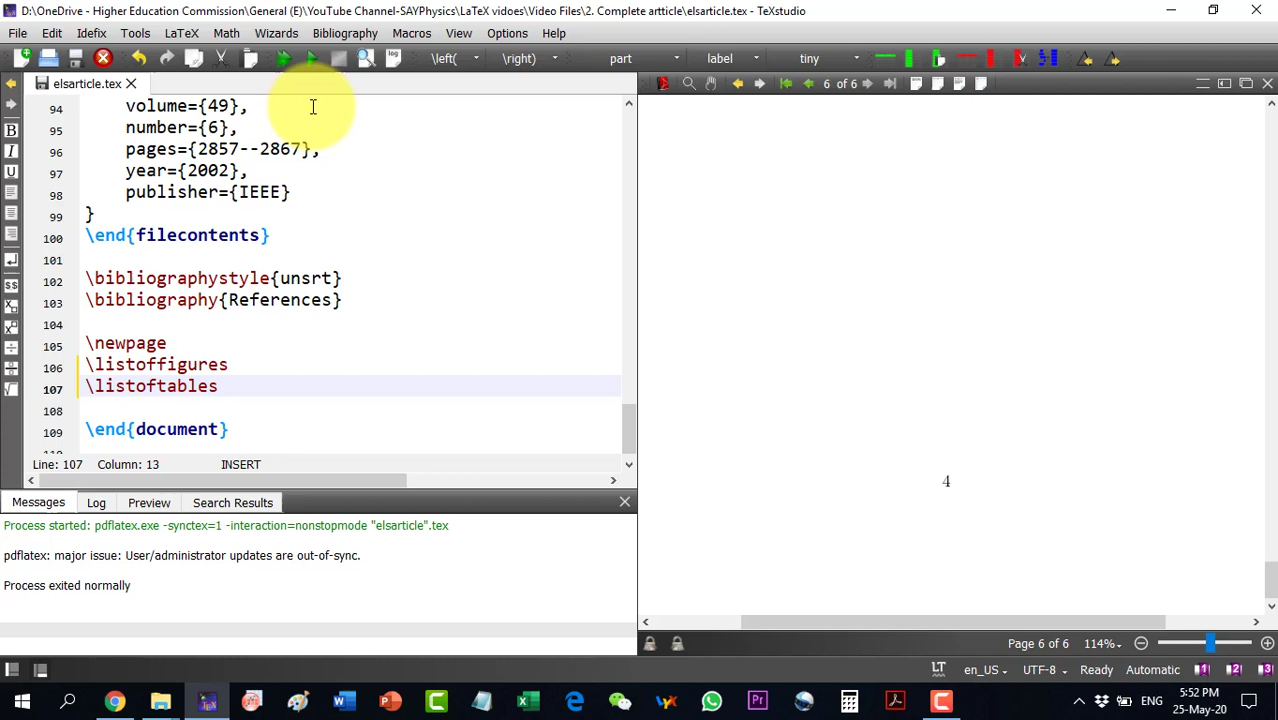 D:\OneDrive - Higher Education Commission\General (E)\YouTube Channel-SAYPhysics\LaTeX vidoes\Video Files\2. Complete artticle\elsarticle.tex - TeXstudio
File Edit Idefix Tools LaTeX Math Wizards Bibliography Macros View Options Help
\left( \right) part label tiny
elsarticle.tex
6 of 6
94 volume={49},
95 number={6},
96 pages={2857--2867},
97 year={2002},
98 publisher={IEEE}
99 }
100 \end{filecontents}
101
102 \bibliographystyle{unsrt}
103 \bibliography{References}
104
105 \newpage
106 \listoffigures
107 \listoftables
108
109 \end{document}
4
Line: 107 Column: 13 INSERT
Messages Log Preview Search Results
Process started: pdflatex.exe -synctex=1 -interaction=nonstopmode "elsarticle".tex
pdflatex: major issue: User/administrator updates are out-of-sync.
Process exited normally
Page 6 of 6 114%
LT en_US UTF-8 Ready Automatic 1 2 3
ENG
5:52 PM
25-May-20